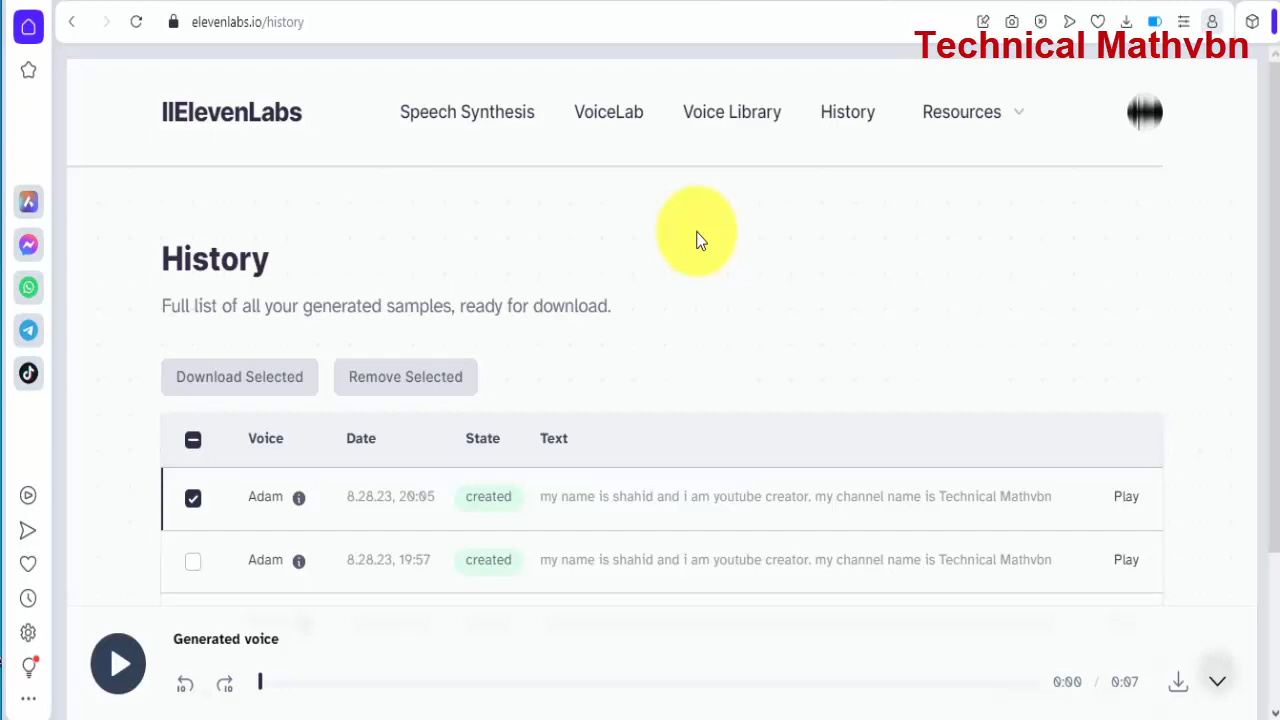 elevenlabs.io/history
Technical Mathvbn
IIElevenLabs
Speech Synthesis
VoiceLab
Voice Library
History
Resources
History
Full list of all your generated samples, ready for download.
Download Selected
Remove Selected
Voice Date State Text
Adam 8.28.23, 20:05 created my name is shahid and i am youtube creator. my channel name is Technical Mathvbn Play
Adam 8.28.23, 19:57 created my name is shahid and i am youtube creator. my channel name is Technical Mathvbn Play
Generated voice
10 10 0:00 / 0:07